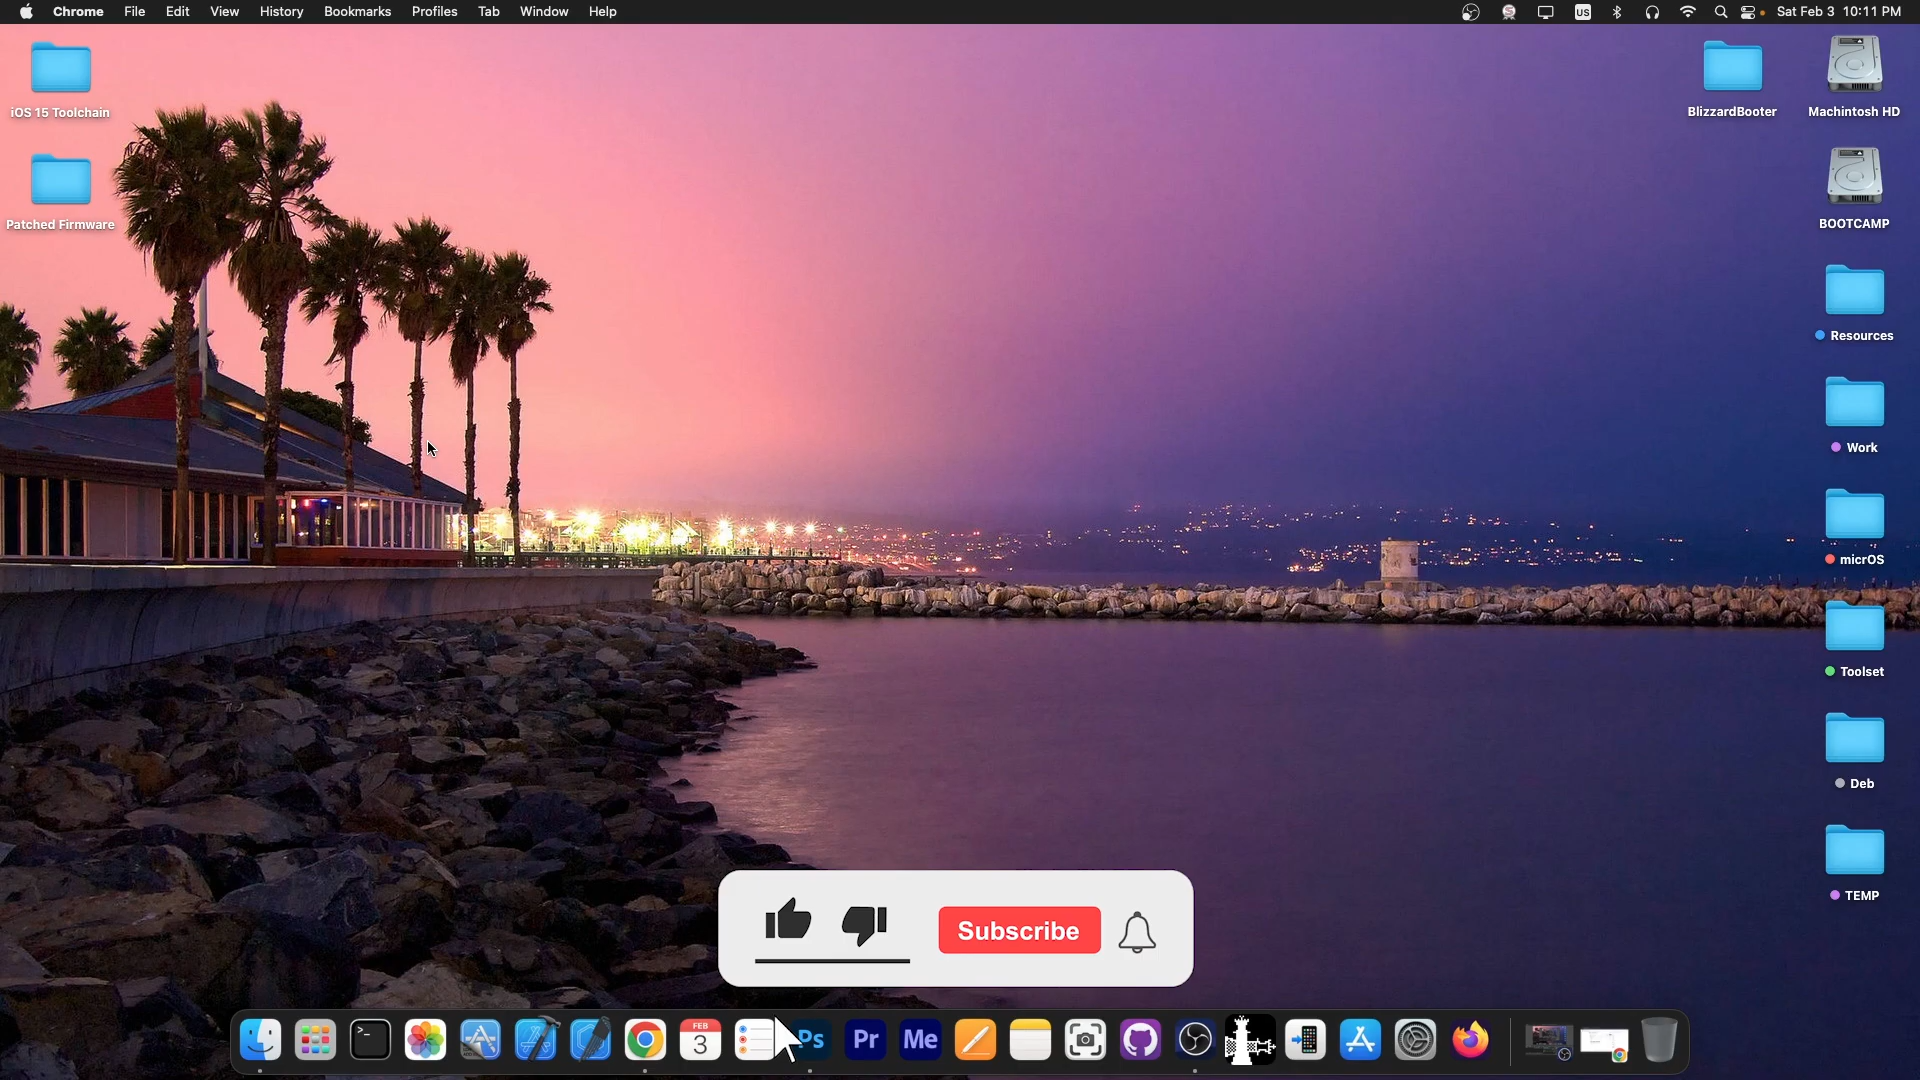 Chrome File Edit View History Bookmarks Profiles Tab Window Help US Sat Feb 3 10:11 PM
iOS 15 Toolchain
BlizzardBooter
Machintosh HD
Patched Firmware
BOOTCAMP
Resources
Work
micrOS
Toolset
Deb
TEMP
Subscribe
>_
FEB
3
Ps
Pr
Me